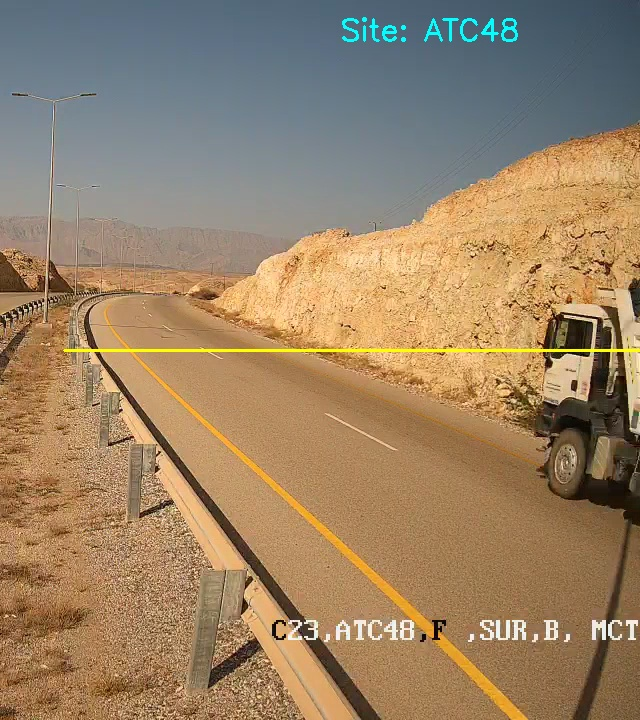 Site: ATC48
C23,ATC48,F ,SUR,B, MCT